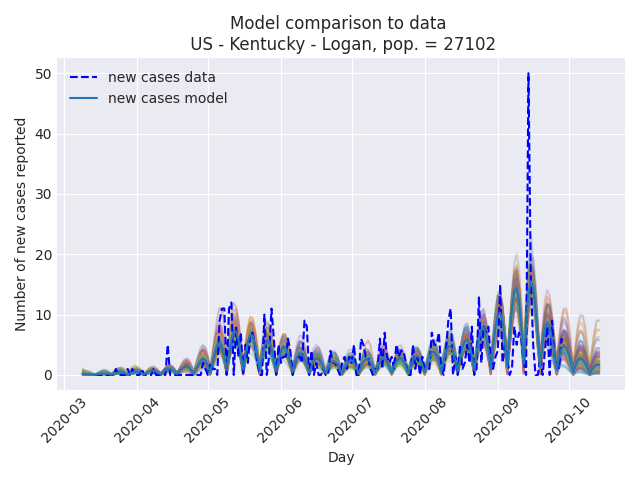 Model comparison to data
US - Kentucky - Logan, pop. = 27102
new cases data
new cases model
Number of new cases reported
50
40
30
20
10
0
2020-03
2020-04
2020-05
2020-06
2020-07
2020-08
2020-09
2020-10
Day